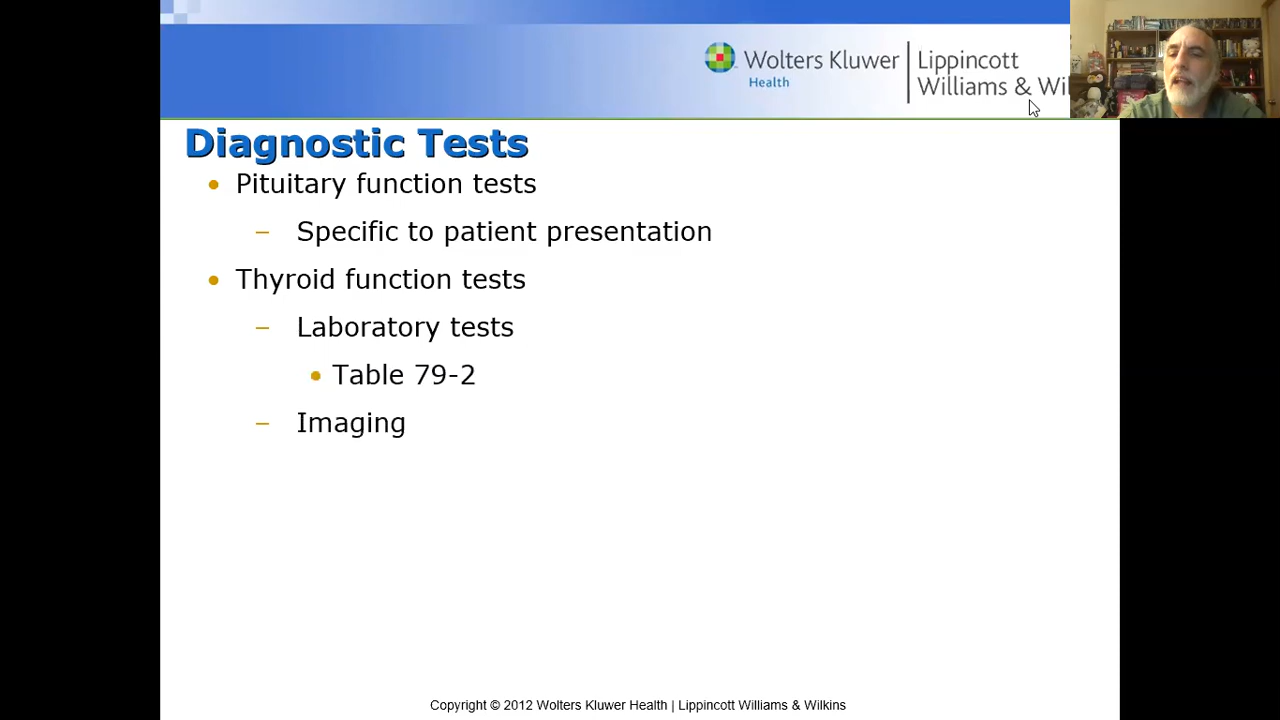 Wolters Kluwer
Health
Lippincott
Williams & Wil
Diagnostic Tests
• Pituitary function tests
– Specific to patient presentation
• Thyroid function tests
– Laboratory tests
• Table 79-2
– Imaging
Copyright © 2012 Wolters Kluwer Health | Lippincott Williams & Wilkins